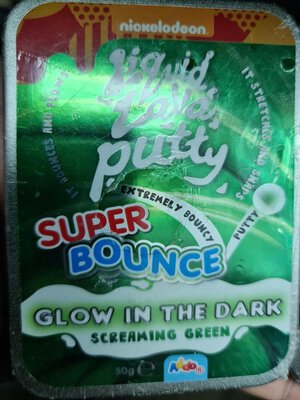 nickelodeon
Liquid
Lava
Putty
IT BOUNCES AND FLOWS
IT STRETCHES AND SNAPS
EXTREMELY BOUNCY
PUTTY
SUPER
BOUNCE
GLOW IN THE DARK
SCREAMING GREEN
50g